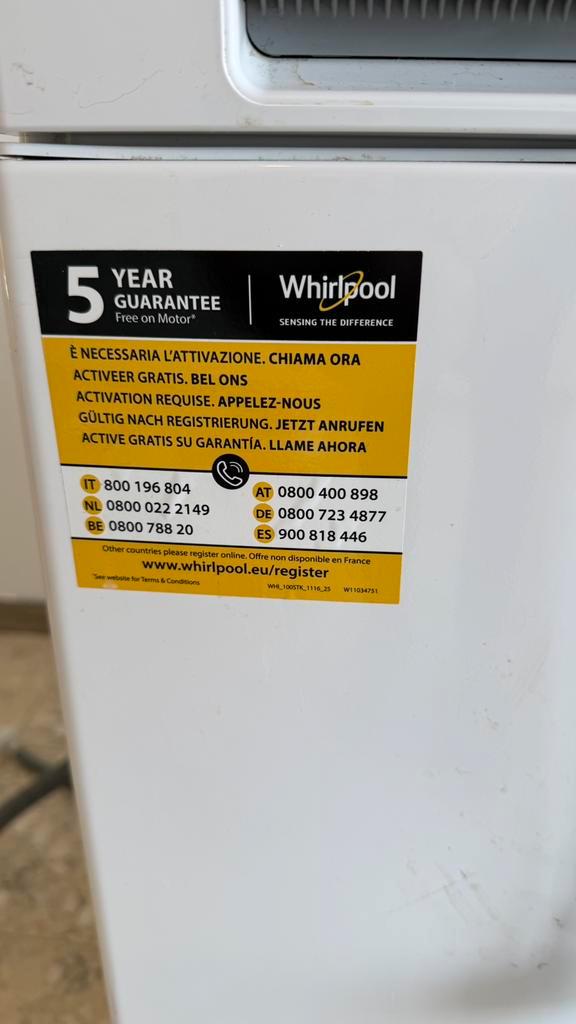 5 YEAR
GUARANTEE
Free on Motor*
Whirlpool
SENSING THE DIFFERENCE
È NECESSARIA L'ATTIVAZIONE. CHIAMA ORA
ACTIVEER GRATIS. BEL ONS
ACTIVATION REQUISE. APPELEZ-NOUS
GÜLTIG NACH REGISTRIERUNG. JETZT ANRUFEN
ACTIVE GRATIS SU GARANTÍA. LLAME AHORA
IT 800 196 804
NL 0800 022 2149
BE 0800 788 20
AT 0800 400 898
DE 0800 723 4877
ES 900 818 446
Other countries please register online. Offre non disponible en France
www.whirlpool.eu/register
*See website for Terms & Conditions
WHI_1005TK_1116_25 W11034751